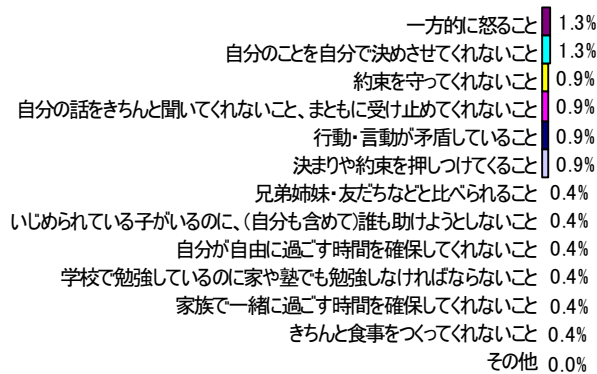 一方的に怒ること 1.3%
自分のことを自分で決めさせてくれないこと 1.3%
約束を守ってくれないこと 0.9%
自分の話をきちんと聞いてくれないこと、まともに受け止めてくれない 0.9%
行動・言動が矛盾していること 0.9%
決まりや約束を押しつけてくること 0.9%
兄弟姉妹・友だちなどと比べられること 0.4%
いじめられている子がいるのに、(自分も含めて)誰も助けようとしないこと 0.4%
自分が自由に過ごす時間を確保してくれないこと 0.4%
学校で勉強しているのに家や塾でも勉強しなければならないこと 0.4%
家族で一緒に過ごす時間を確保してくれないこと 0.4%
きちんと食事をつくってくれないこと 0.4%
その他 0.0%